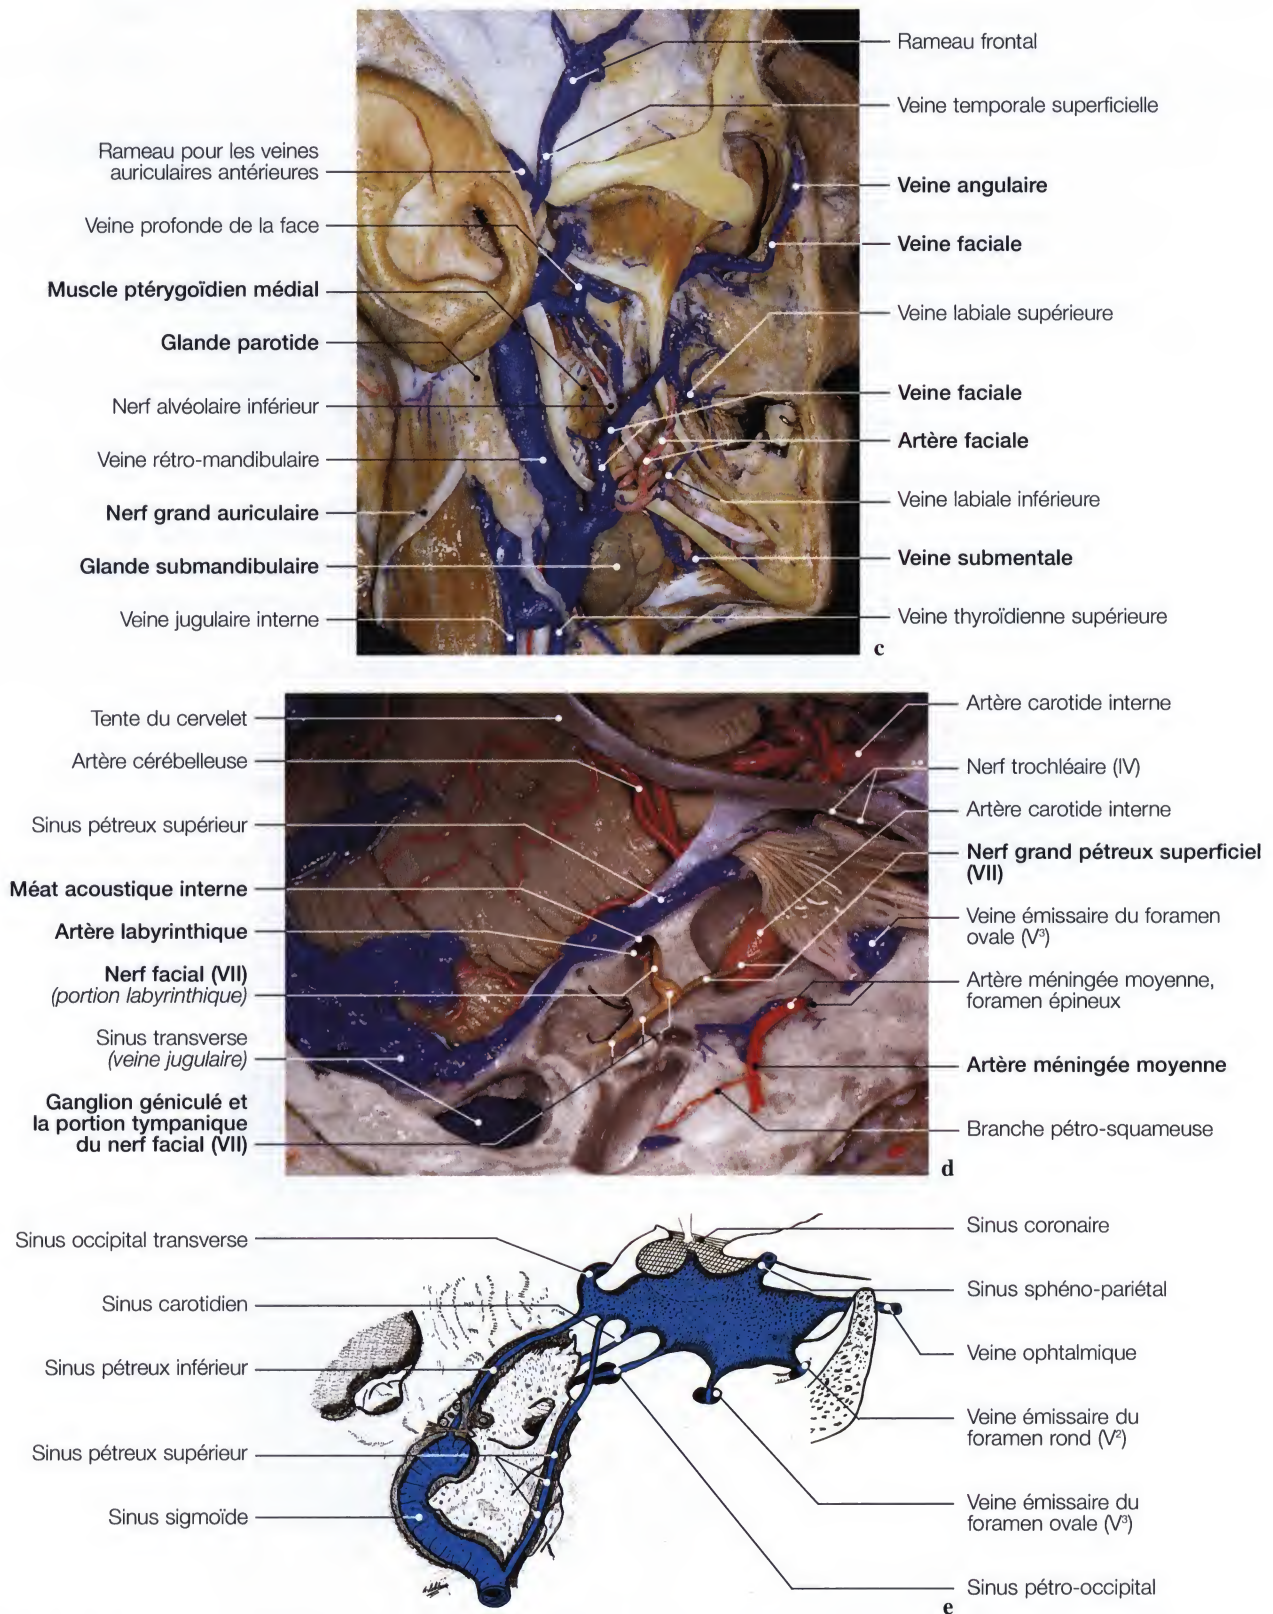 Rameau frontal
Veine temporale superficielle
Rameau pour les veines
auriculaires antérieures
Veine angulaire
Veine profonde de la face
Veine faciale
Muscle ptérygoïdien médial
Veine labiale supérieure
Glande parotide
Veine faciale
Nerf alvéolaire inférieur
Artère faciale
Veine rétro-mandibulaire
Veine labiale inférieure
Nerf grand auriculaire
Veine submentale
Glande submandibulaire
Veine jugulaire interne
Veine thyroïdienne supérieure
c
Tente du cervelet
Artère carotide interne
Artère cérébelleuse
Nerf trochléaire (IV)
Sinus pétreux supérieur
Artère carotide interne
Nerf grand pétreux superficiel
(VII)
Méat acoustique interne
Artère labyrinthique
Veine émissaire du foramen
ovale (V³)
Nerf facial (VII)
(portion labyrinthique)
Artère méningée moyenne,
foramen épineux
Sinus transverse
(veine jugulaire)
Artère méningée moyenne
Ganglion géniculé et
la portion tympanique
du nerf facial (VII)
Branche pétro-squameuse
d
Sinus occipital transverse
Sinus coronaire
Sinus carotidien
Sinus sphéno-pariétal
Sinus pétreux inférieur
Veine ophtalmique
Sinus pétreux supérieur
Veine émissaire du
foramen rond (V²)
Sinus sigmoïde
Veine émissaire du
foramen ovale (V³)
Sinus pétro-occipital
e